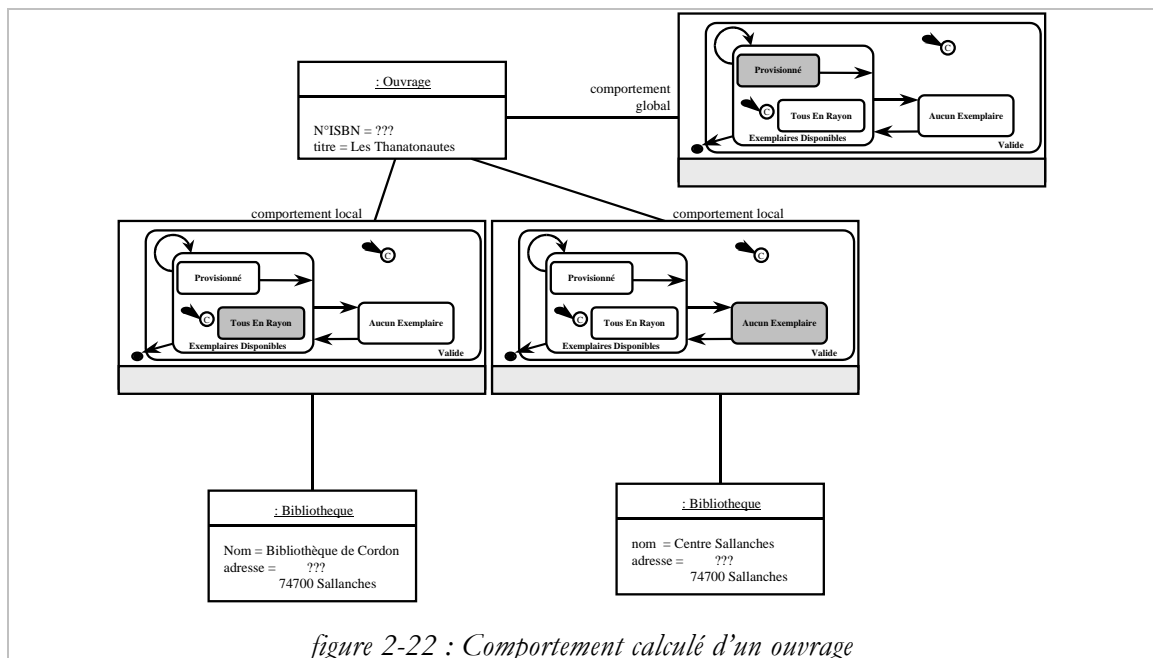 : Ouvrage
N°ISBN = ???
titre = Les Thanatonautes
comportement
global
Provisionné
C
C
Tous En Rayon
Aucun Exemplaire
Exemplaires Disponibles
Valide
comportement local
Provisionné
C
C
Tous En Rayon
Aucun Exemplaire
Exemplaires Disponibles
Valide
comportement local
Provisionné
C
C
Tous En Rayon
Aucun Exemplaire
Exemplaires Disponibles
Valide
: Bibliotheque
Nom = Bibliothèque de Cordon
adresse = ???
74700 Sallanches
: Bibliotheque
nom = Centre Sallanches
adresse = ???
74700 Sallanches
figure 2-22 : Comportement calculé d'un ouvrage